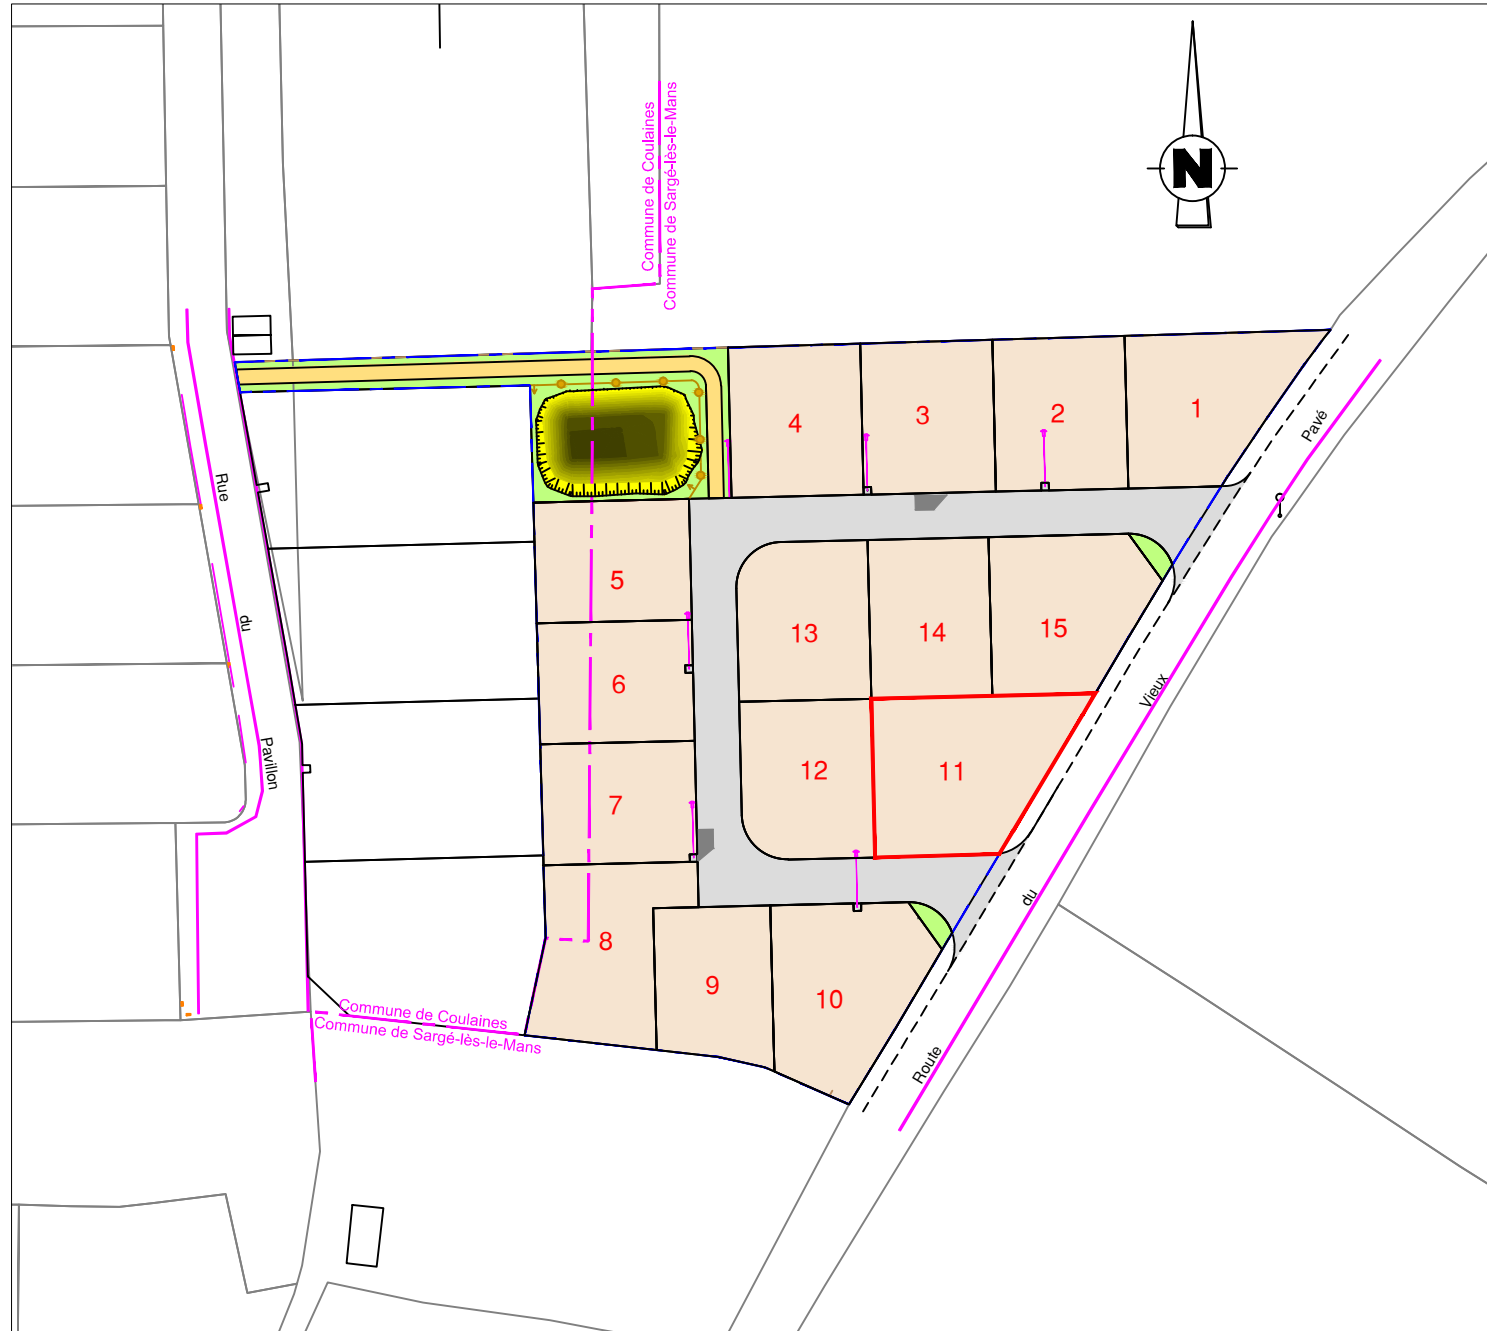 Commune de Coulaines
Commune de Sargé-lès-le-Mans
N
1
2
3
4
Pavé
Rue
5
13
14
15
du
6
Vieux
Pavillon
12
11
7
du
8
9
10
Commune de Coulaines
Commune de Sargé-lès-le-Mans
Route